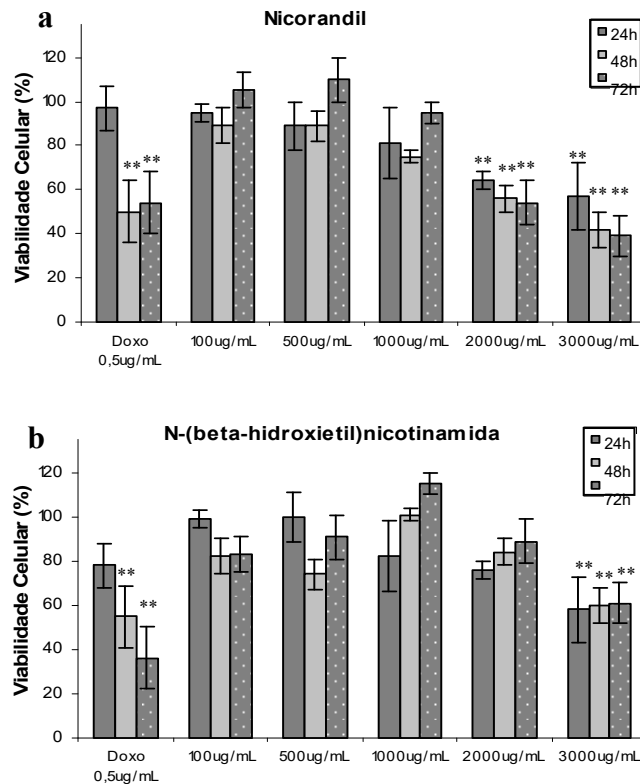 a
Nicorandil
24h
48h
72h
Viabilidade Celular (%)
120
100
80
60
40
20
0
** **
** ** **
** ** **
Doxo 0,5ug/mL
100ug/mL
500ug/mL
1000ug/mL
2000ug/mL
3000ug/mL
b
N-(beta-hidroxietil)nicotinamida
24h
48h
72h
Viabilidade Celular (%)
120
100
80
60
40
20
0
** **
** ** **
Doxo 0,5ug/mL
100ug/mL
500ug/mL
1000ug/mL
2000ug/mL
3000ug/mL